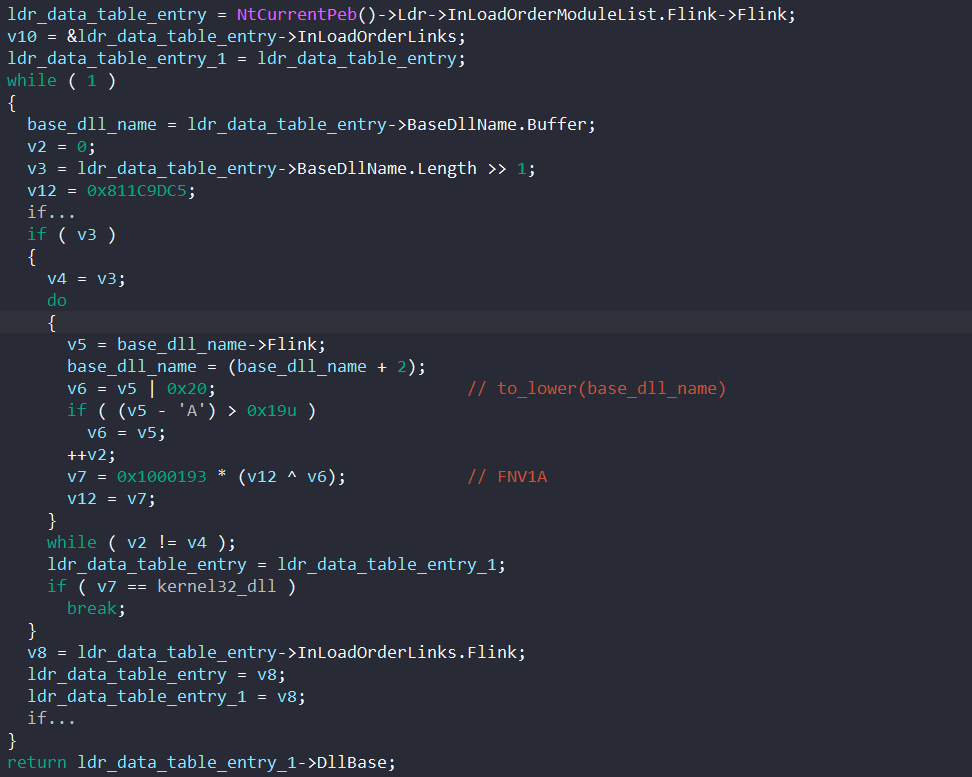 ldr_data_table_entry = NtCurrentPeb()->Ldr->InLoadOrderModuleList.Flink->Flink;
v10 = &ldr_data_table_entry->InLoadOrderLinks;
ldr_data_table_entry_1 = ldr_data_table_entry;
while ( 1 )
{
  base_dll_name = ldr_data_table_entry->BaseDllName.Buffer;
  v2 = 0;
  v3 = ldr_data_table_entry->BaseDllName.Length >> 1;
  v12 = 0x811C9DC5;
  if...
  if ( v3 )
  {
    v4 = v3;
    do
    {
      v5 = base_dll_name->Flink;
      base_dll_name = (base_dll_name + 2);
      v6 = v5 | 0x20;                         // to_lower(base_dll_name)
      if ( (v5 - 'A') > 0x19u )
        v6 = v5;
      ++v2;
      v7 = 0x1000193 * (v12 ^ v6);            // FNV1A
      v12 = v7;
    }
    while ( v2 != v4 );
    ldr_data_table_entry = ldr_data_table_entry_1;
    if ( v7 == kernel32_dll )
      break;
  }
  v8 = ldr_data_table_entry->InLoadOrderLinks.Flink;
  ldr_data_table_entry = v8;
  ldr_data_table_entry_1 = v8;
  if...
}
return ldr_data_table_entry_1->DllBase;